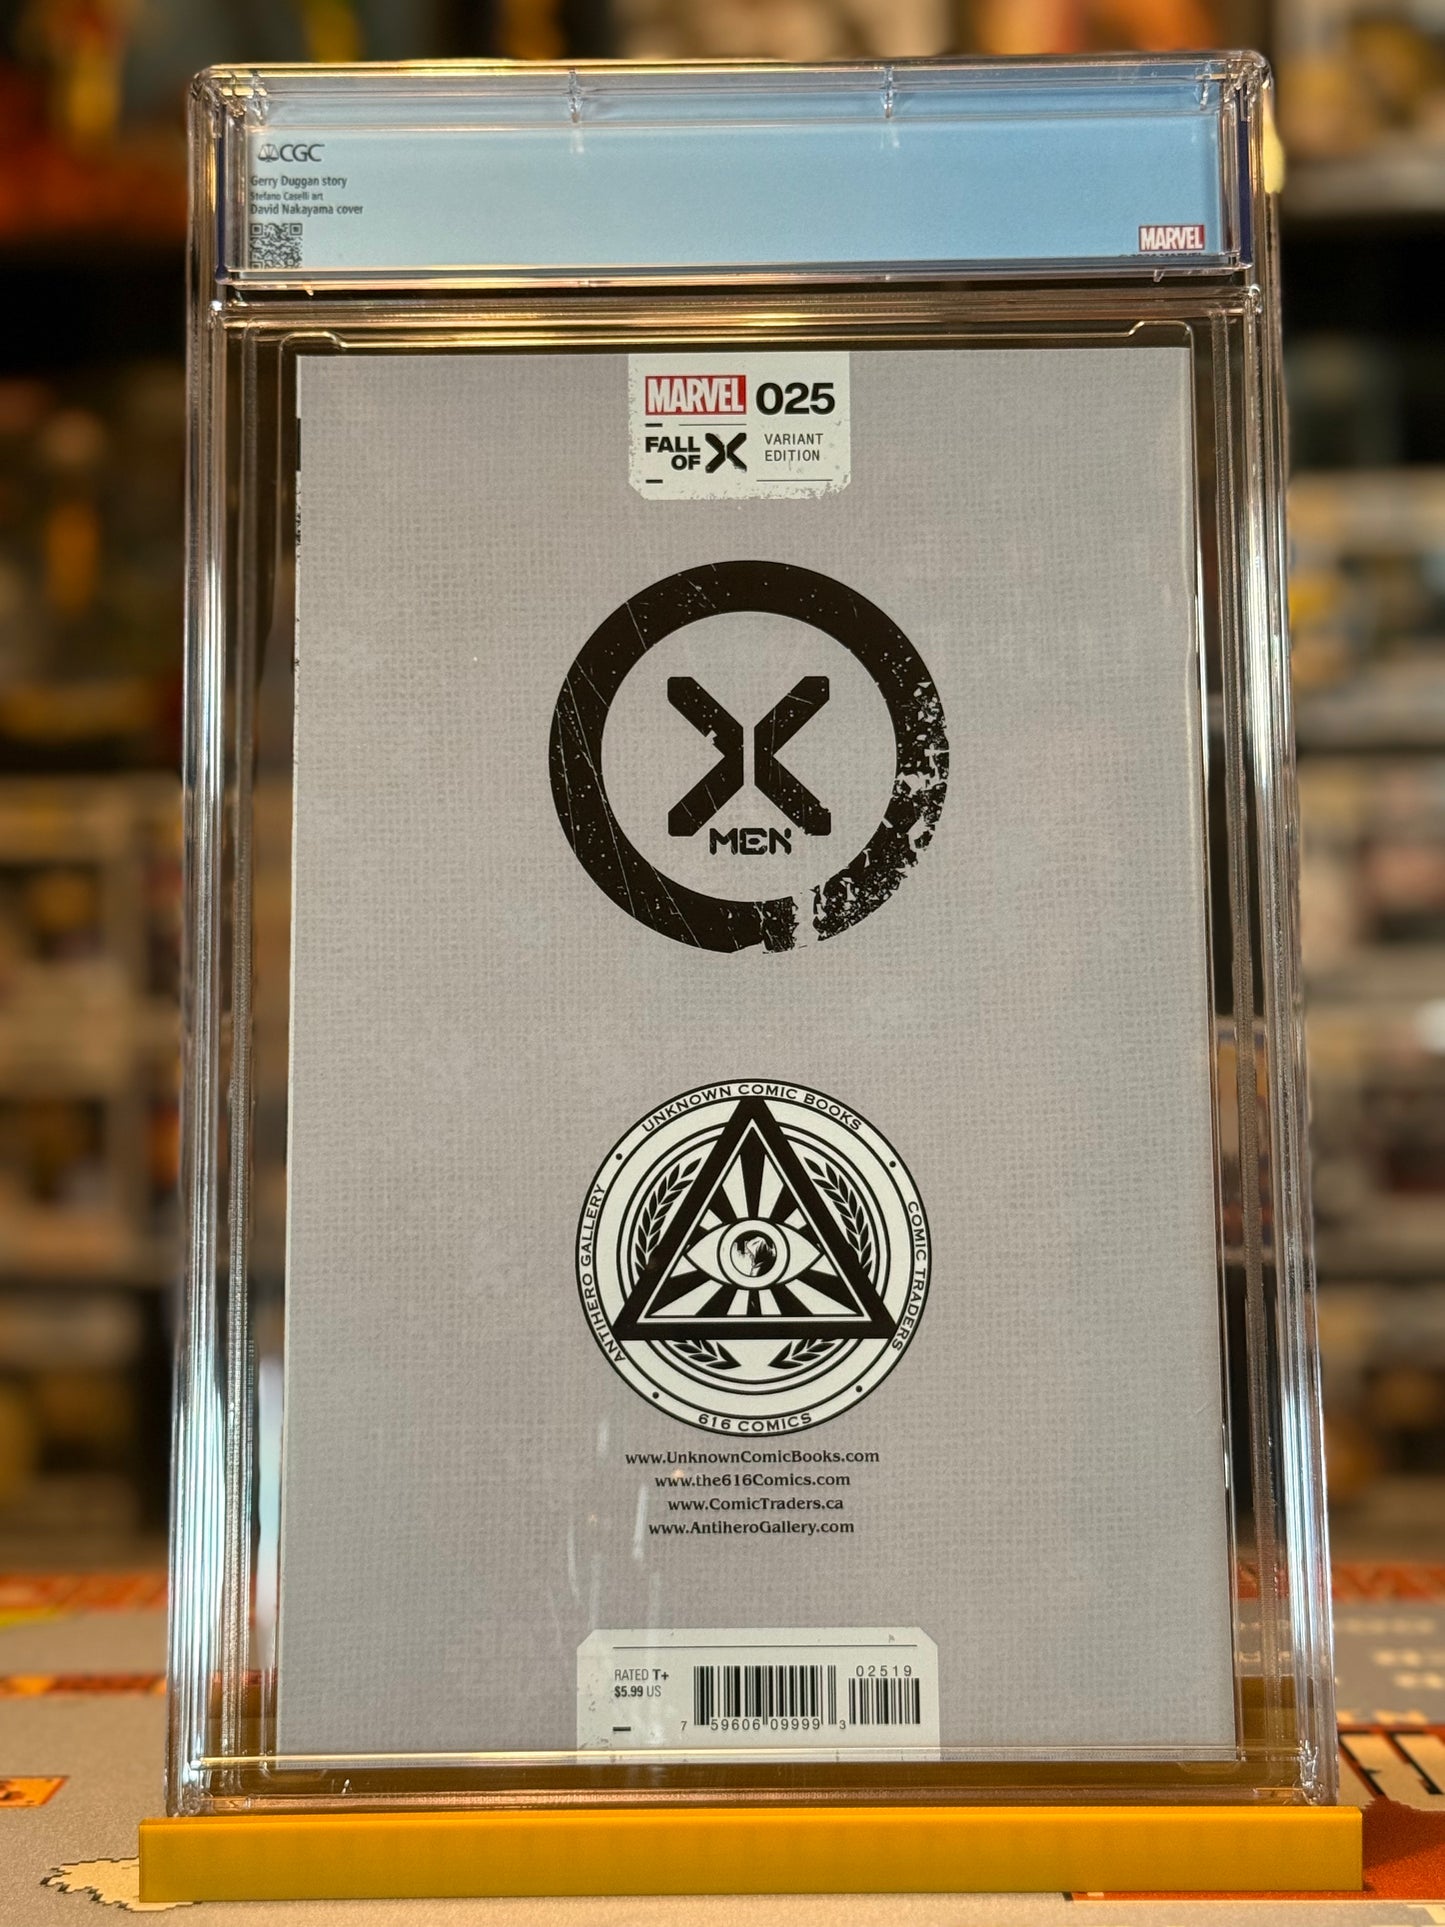 CGC
Gerry Duggan story
Stefano Caselli art
David Nakayama cover
MARVEL
MARVEL 025
FALL OF X
VARIANT EDITION
X
MEN
UNKNOWN COMIC BOOKS
ANTIHERO GALLERY
COMIC TRADERS
616 COMICS
www.UnknownComicBooks.com
www.the616Comics.com
www.ComicTraders.ca
www.AntiheroGallery.com
RATED T+
$5.99 US
02519
7 59606 09999 3